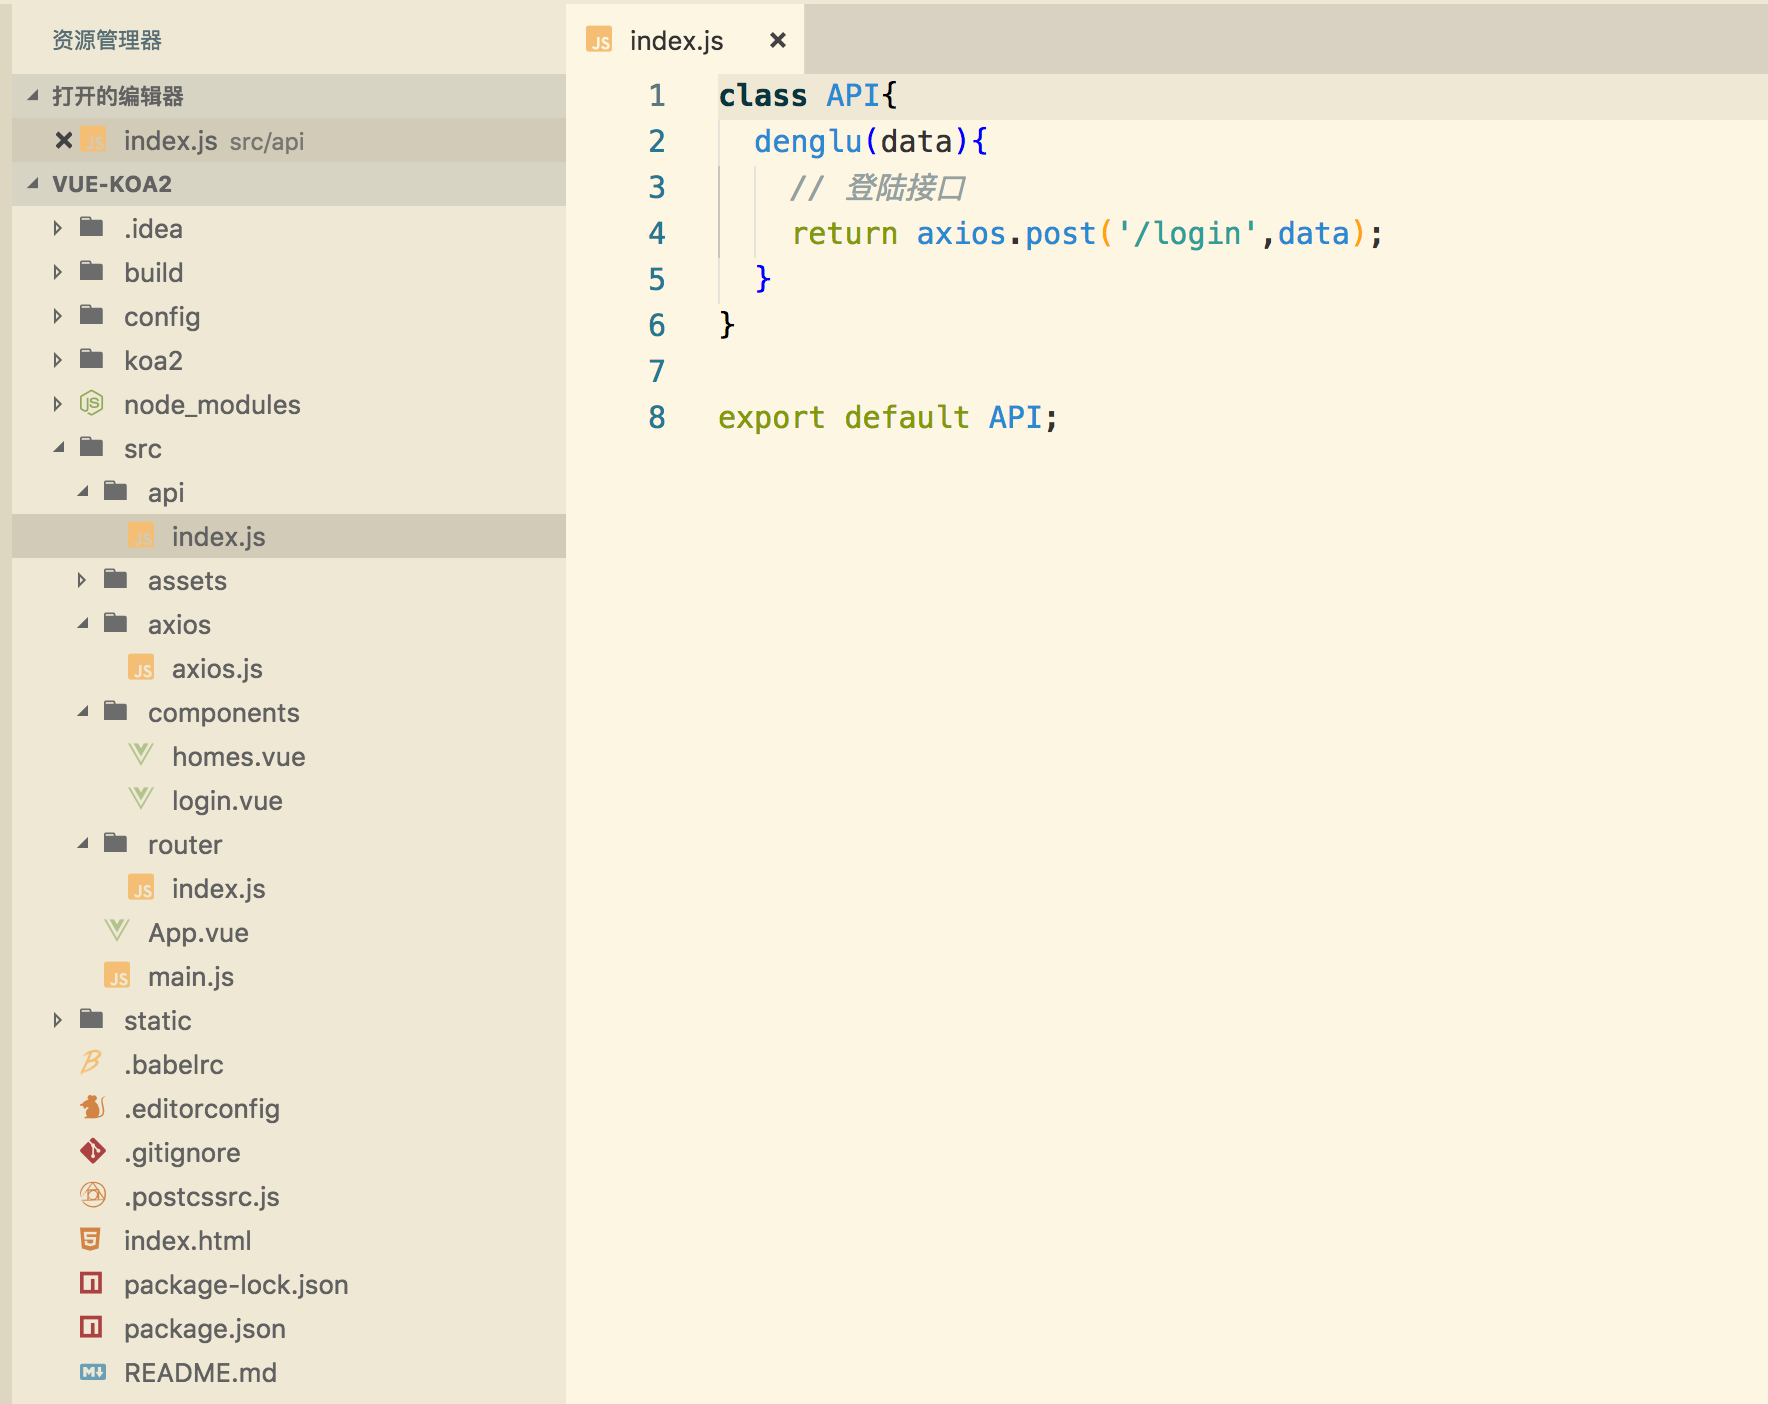 资源管理器
打开的编辑器
index.js src/api
VUE-KOA2
.idea
build
config
koa2
node_modules
src
api
index.js
assets
axios
axios.js
components
homes.vue
login.vue
router
index.js
App.vue
main.js
static
.babelrc
.editorconfig
.gitignore
.postcssrc.js
index.html
package-lock.json
package.json
README.md
index.js
1 class API{
2 denglu(data){
3 // 登陆接口
4 return axios.post('/login',data);
5 }
6 }
7
8 export default API;